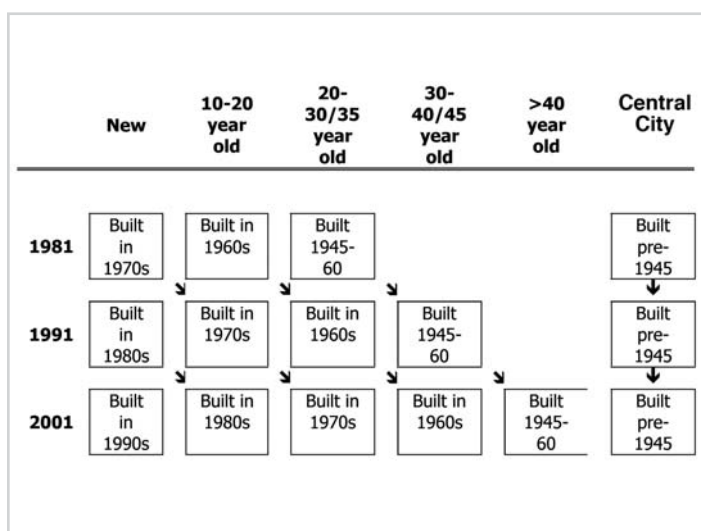 New
10-20
year
old
20-
30/35
year
old
30-
40/45
year
old
>40
year
old
Central
City
1981
Built
in
1970s
Built in
1960s
Built
1945-
60
Built
pre-
1945
1991
Built
in
1980s
Built in
1970s
Built in
1960s
Built
1945-
60
Built
pre-
1945
2001
Built
in
1990s
Built in
1980s
Built in
1970s
Built in
1960s
Built
1945-
60
Built
pre-
1945